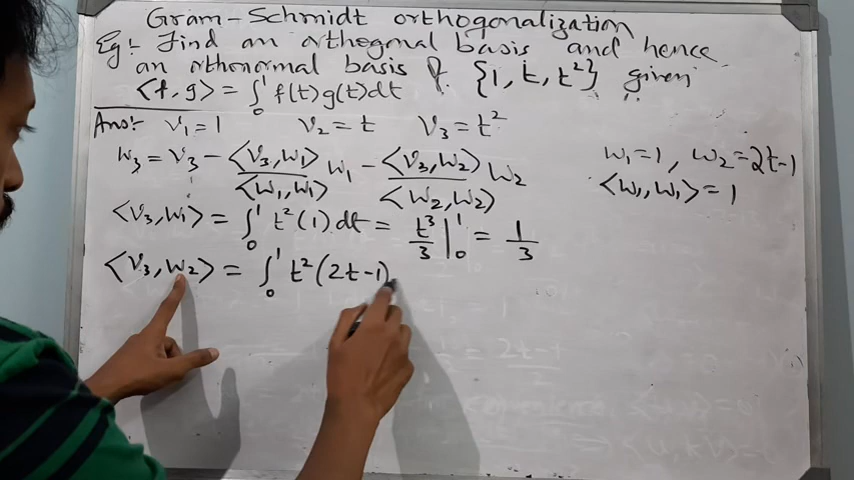 Gram-Schmidt orthogonalization
Eg:- Find an orthogonal basis and hence
an orthonormal basis of {1, t, t²} given
<f, g> = ∫₀¹ f(t)g(t)dt
Ans:- v₁=1 v₂=t v₃=t²
w₃ = v₃ - <v₃,w₁>/<w₁,w₁> w₁ - <v₃,w₂>/<w₂,w₂> w₂
w₁=1, w₂=2t-1
<w₁,w₁> = 1
<v₃,w₁> = ∫₀¹ t²(1)dt = t³/3 |₀¹ = 1/3
<v₃,w₂> = ∫₀¹ t²(2t-1)